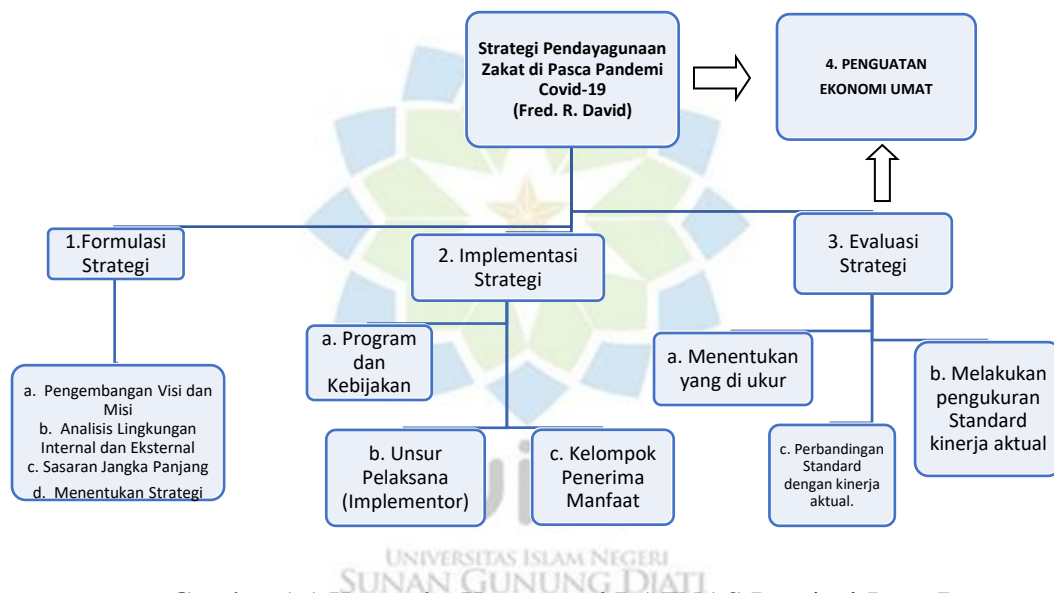 Strategi Pendayagunaan
Zakat di Pasca Pandemi
Covid-19
(Fred. R. David)
4. PENGUATAN
EKONOMI UMAT
1.Formulasi
Strategi
2. Implementasi
Strategi
3. Evaluasi
Strategi
a. Pengembangan Visi dan
Misi
b. Analisis Lingkungan
Internal dan Eksternal
c. Sasaran Jangka Panjang
d. Menentukan Strategi
a. Program
dan
Kebijakan
b. Unsur
Pelaksana
(Implementor)
c. Kelompok
Penerima
Manfaat
a. Menentukan
yang di ukur
b. Melakukan
pengukuran
Standard
kinerja aktual
c. Perbandingan
Standard
dengan kinerja
aktual.
UNIVERSITAS ISLAM NEGERI
SUNAN GUNUNG DJATI